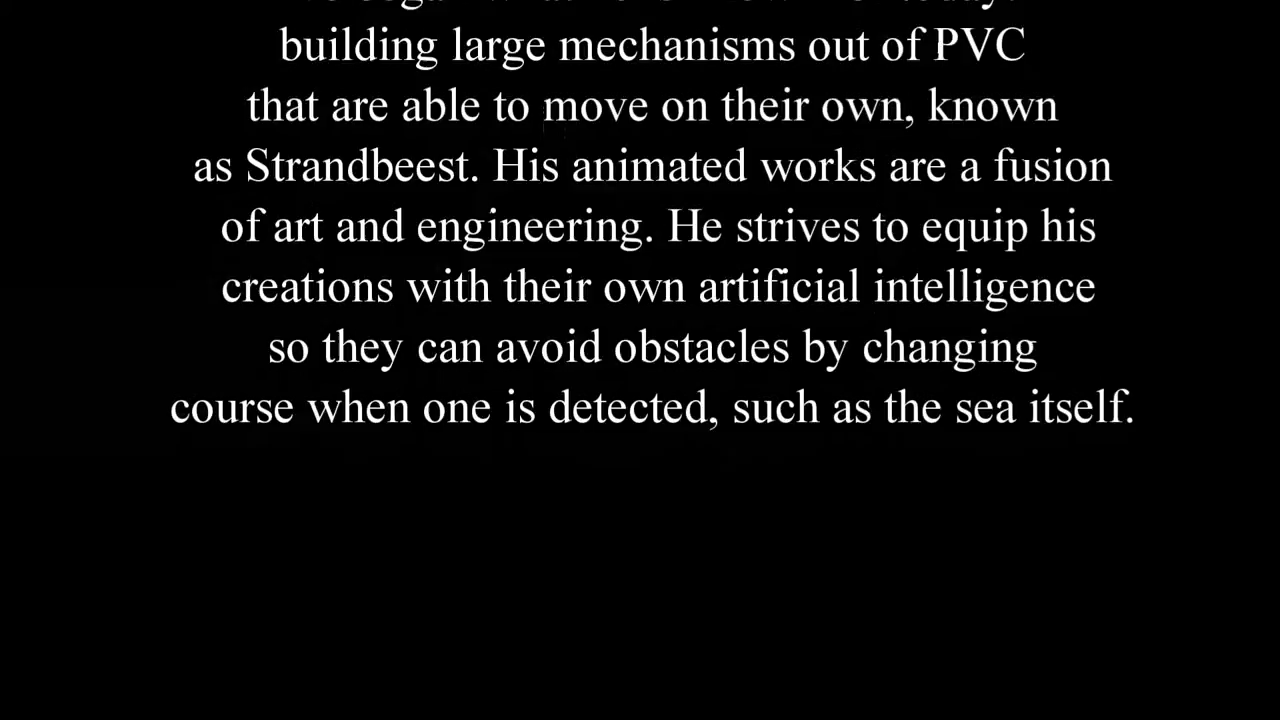 building large mechanisms out of PVC
that are able to move on their own, known
as Strandbeest. His animated works are a fusion
of art and engineering. He strives to equip his
creations with their own artificial intelligence
so they can avoid obstacles by changing
course when one is detected, such as the sea itself.